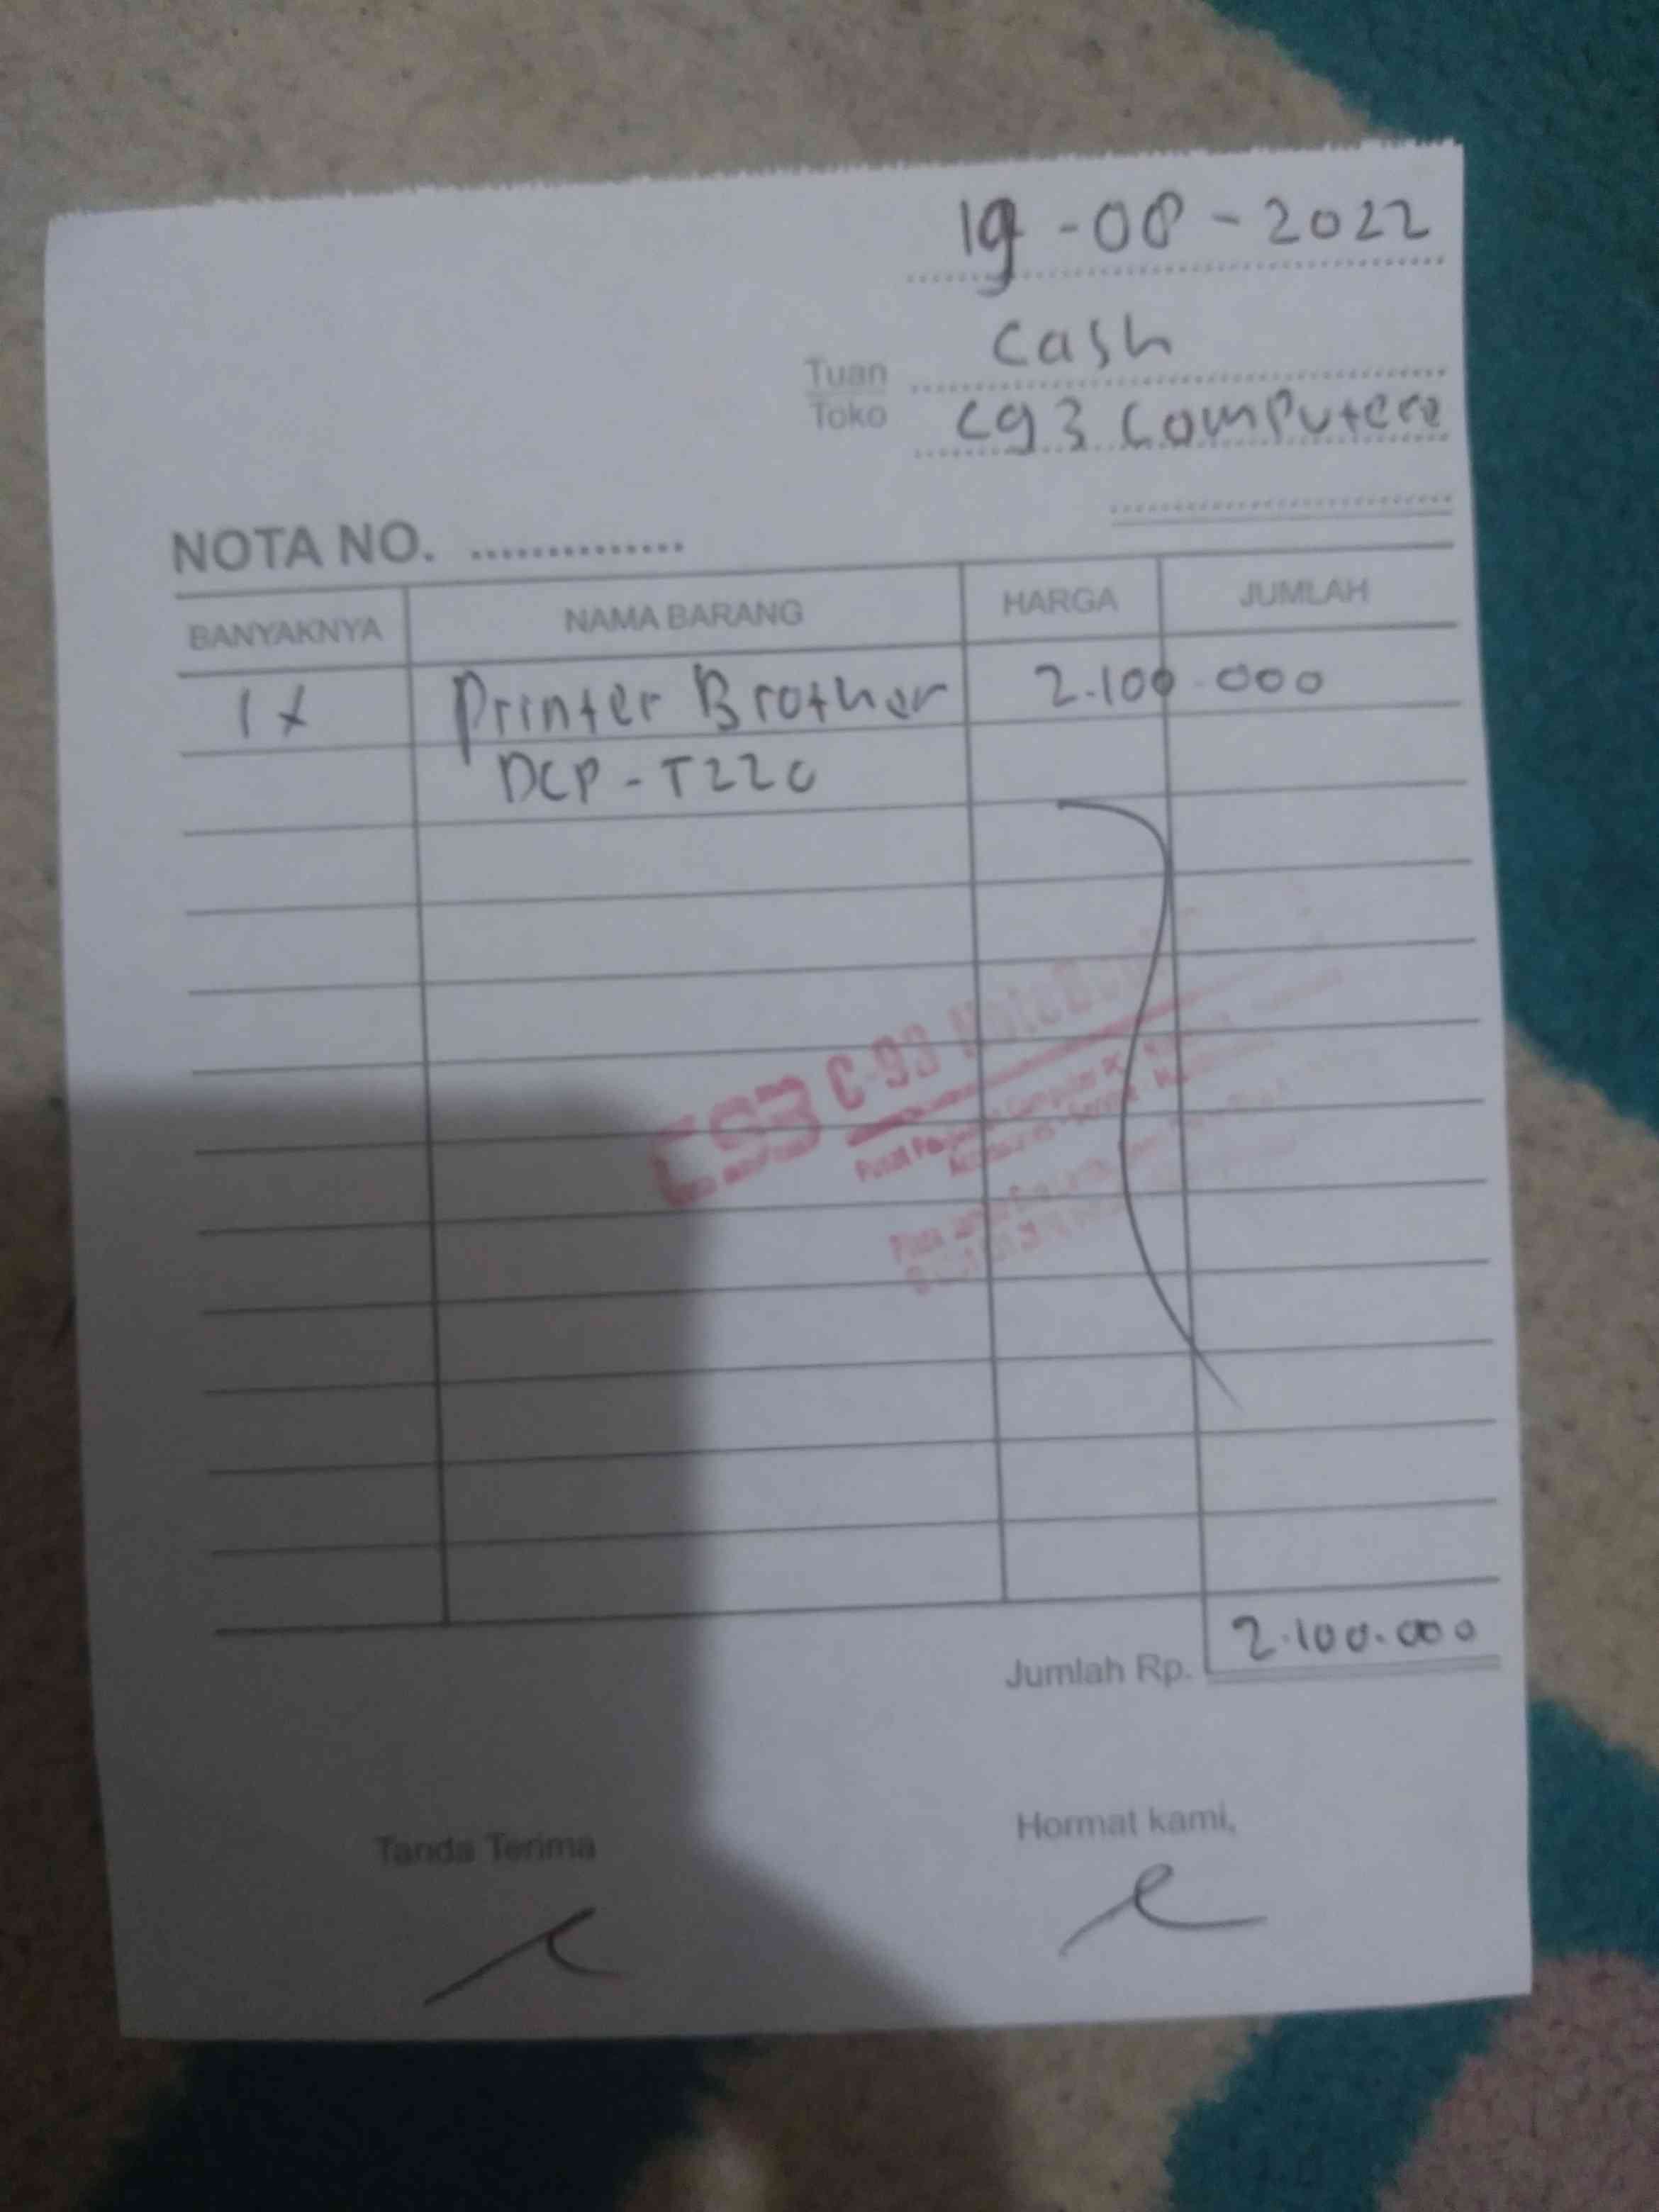 19-08-2022
Tuan Cash
Toko C93 Computere
NOTA NO. ..............
BANYAKNYA NAMA BARANG HARGA JUMLAH
1x Printer Brother 2.100.000
DCP-T220
C93 C-93
Jumlah Rp. 2.100.000
Tanda Terima Hormat kami,